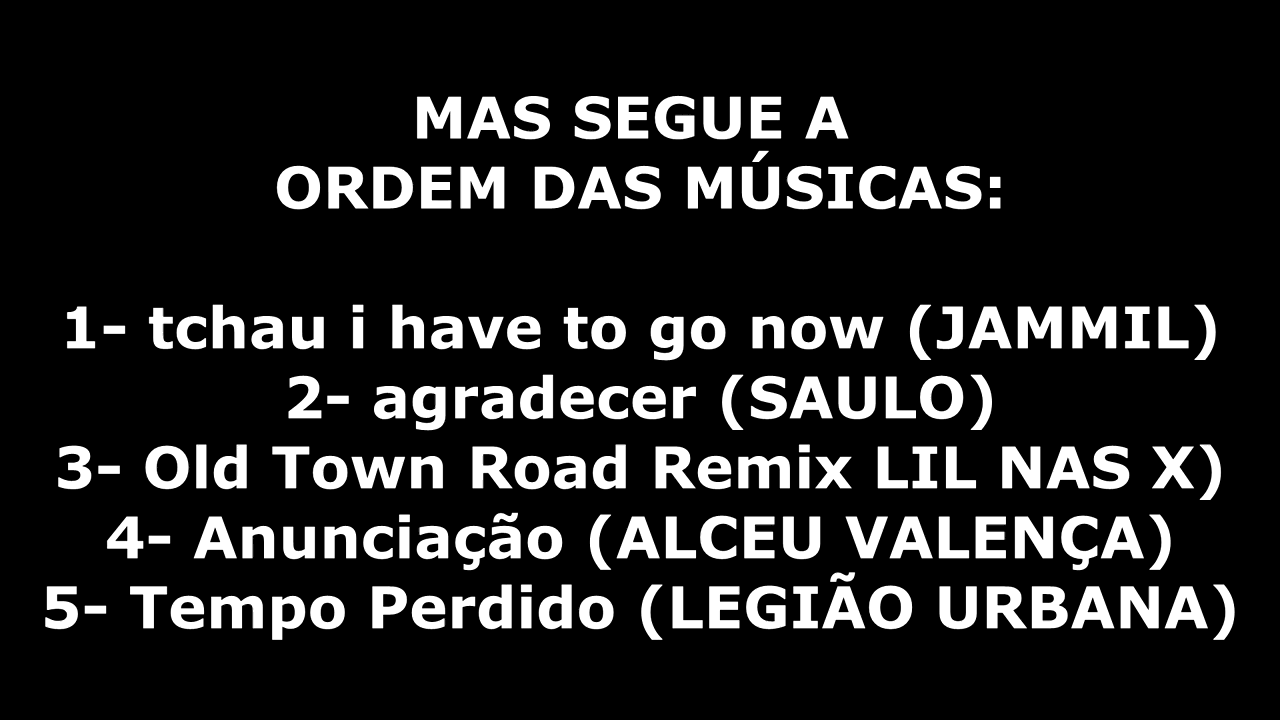 MAS SEGUE A
ORDEM DAS MÚSICAS:
1- tchau i have to go now (JAMMIL)
2- agradecer (SAULO)
3- Old Town Road Remix LIL NAS X)
4- Anunciação (ALCEU VALENÇA)
5- Tempo Perdido (LEGIÃO URBANA)